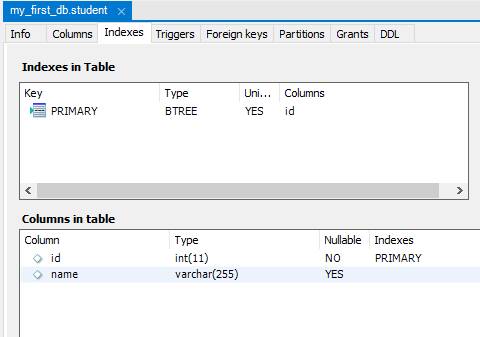 my_first_db.student
Info Columns Indexes Triggers Foreign keys Partitions Grants DDL
Indexes in Table
Key Type Uni... Columns
PRIMARY BTREE YES id
Columns in table
Column Type Nullable Indexes
id int(11) NO PRIMARY
name varchar(255) YES